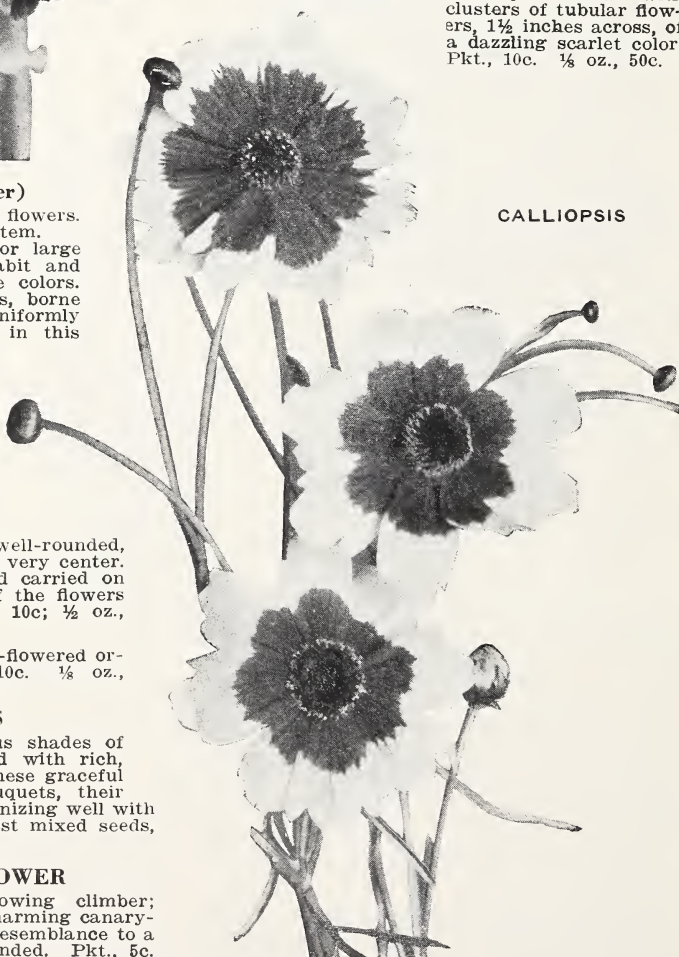 clusters of tubular flow-
ers, 1½ inches across, of
a dazzling scarlet color
Pkt., 10c. ⅛ oz., 50c.
er)
flowers.
tem.
or large
abit and
e colors.
s, borne
niformly
in this
CALLIOPSIS
well-rounded,
very center.
d carried on
f the flowers
10c; ½ oz.,
-flowered or-
10c. ⅛ oz.,
S
us shades of
d with rich,
hese graceful
uquets, their
nizing well with
st mixed seeds,
OWER
owing climber;
harming canary-
esemblance to a
nded. Pkt., 5c.